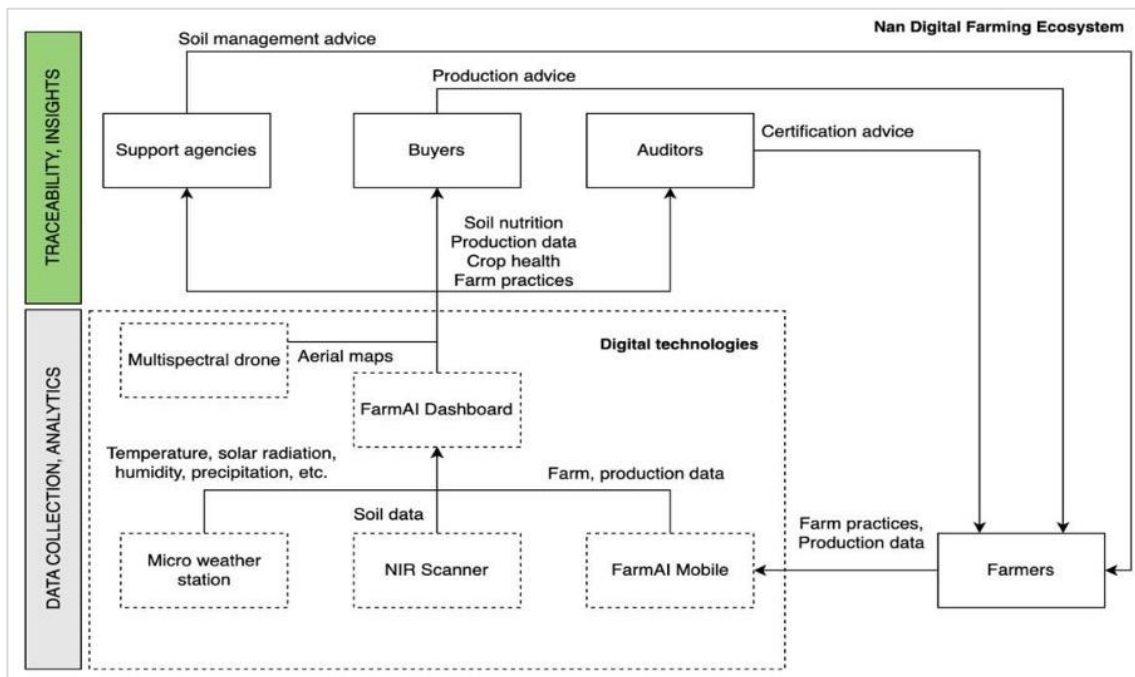 Nan Digital Farming Ecosystem
TRACEABILITY, INSIGHTS
Soil management advice
Production advice
Support agencies
Buyers
Auditors
Certification advice
Soil nutrition
Production data
Crop health
Farm practices
DATA COLLECTION, ANALYTICS
Digital technologies
Multispectral drone
Aerial maps
FarmAI Dashboard
Temperature, solar radiation,
humidity, precipitation, etc.
Farm, production data
Soil data
Micro weather
station
NIR Scanner
FarmAI Mobile
Farm practices,
Production data
Farmers